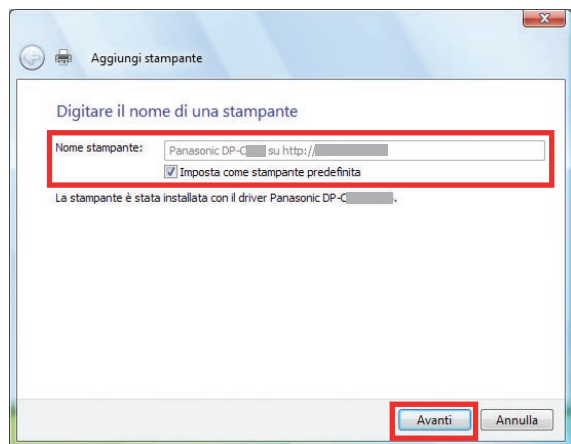 Aggiungi stampante
Digitare il nome di una stampante
Nome stampante: Panasonic DP-C su http://
Imposta come stampante predefinita
La stampante è stata installata con il driver Panasonic DP-C .
Avanti Annulla